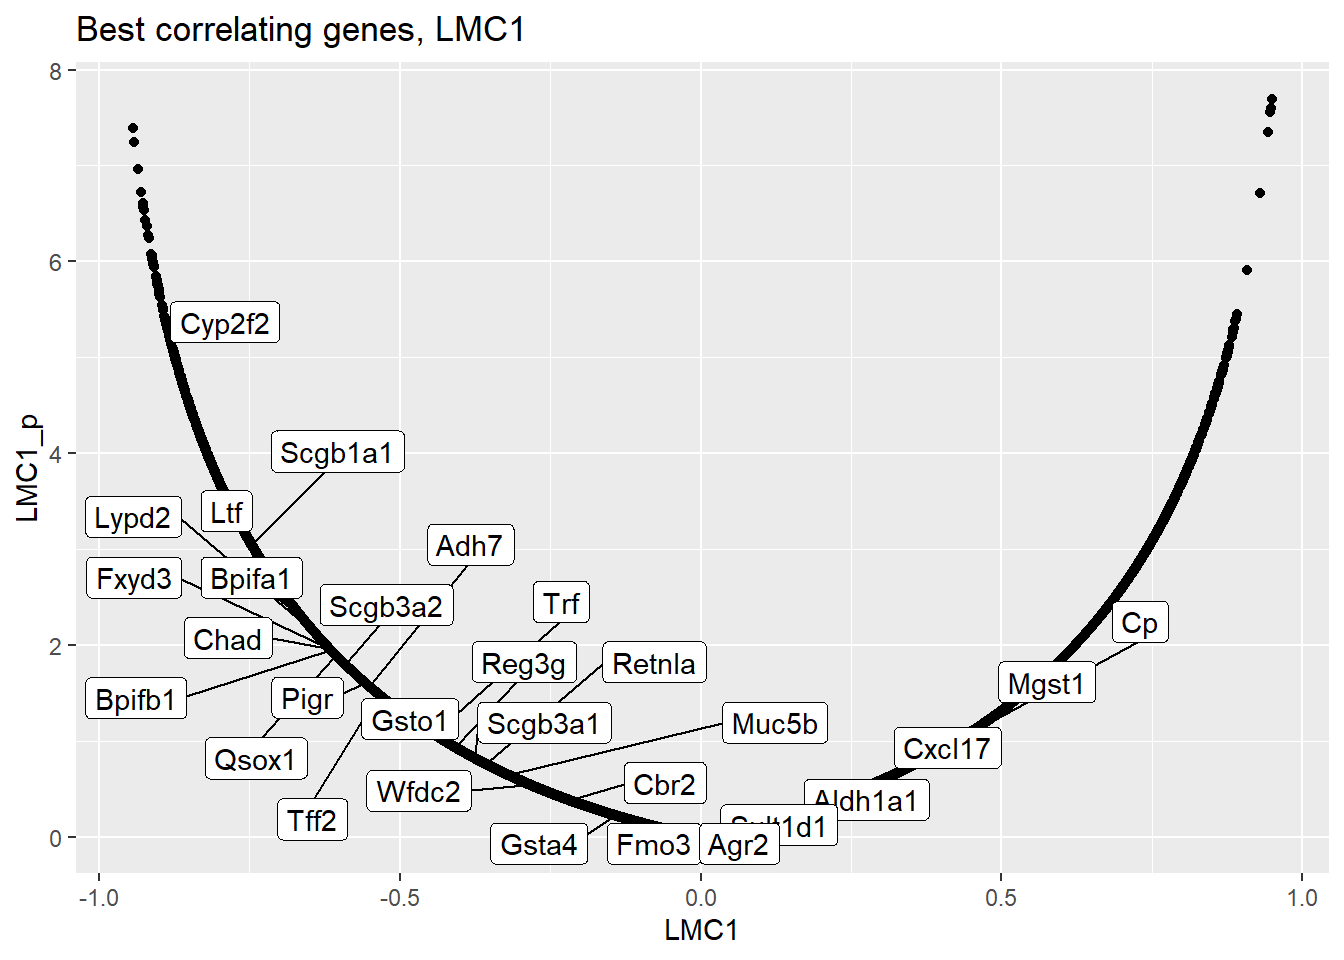 Best correlating genes, LMC1
8
6
Cyp2f2
Scgb1a1
4
LMC1_p
Ltf
Lypd2
Adh7
Fxyd3
Bpifa1
Scgb3a2
Trf
Cp
Chad
2
Reg3g
Retnla
Mgst1
Bpifb1
Pigr
Gsto1
Scgb3a1
Muc5b
Cxcl17
Qsox1
Wfdc2
Cbr2
Aldh1a1
Tff2
Gsta4
Fmo3
Agr2
0
-1.0
-0.5
0.0
0.5
1.0
LMC1